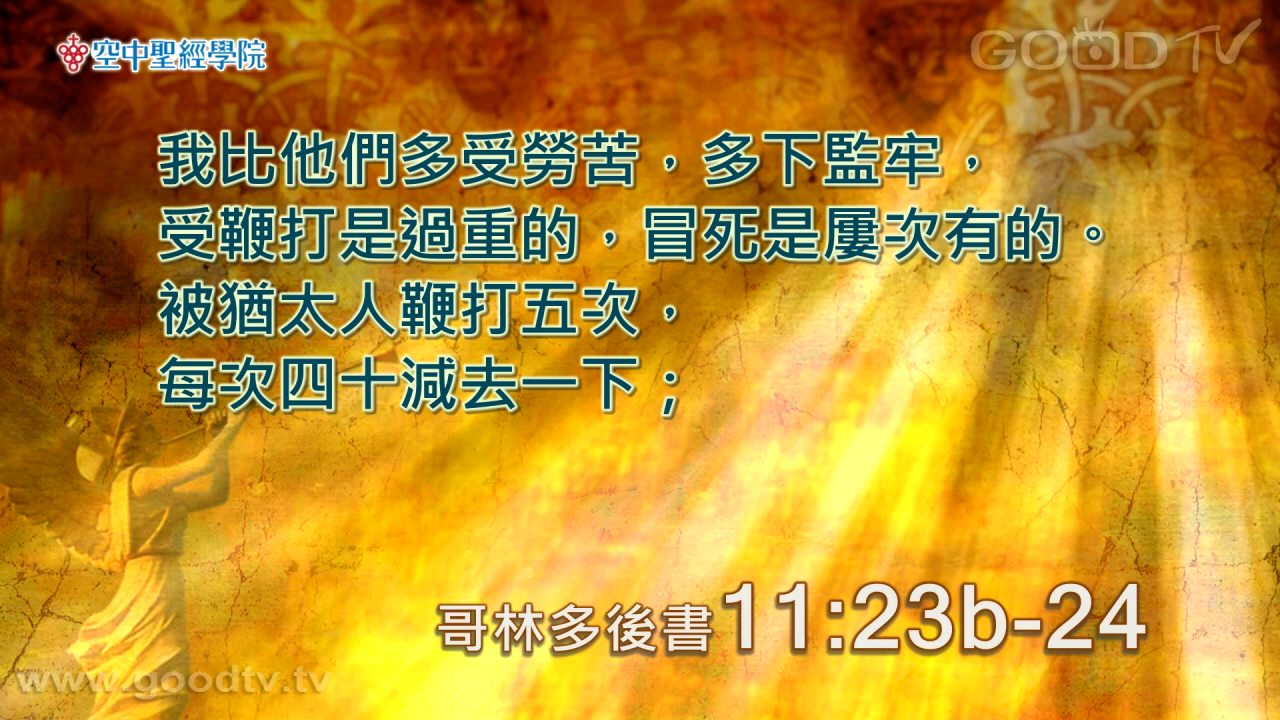 空中聖經學院
GOODTV
我比他們多受勞苦，多下監牢，
受鞭打是過重的，冒死是屢次有的。
被猶太人鞭打五次，
每次四十減去一下；
哥林多後書11:23b-24
www.goodtv.tv